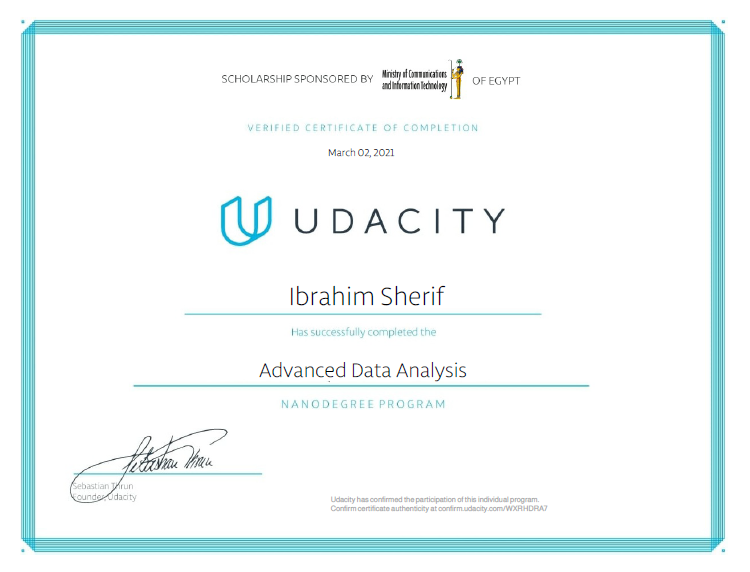 SCHOLARSHIP SPONSORED BY Ministry of Communications and Information Technology OF EGYPT
VERIFIED CERTIFICATE OF COMPLETION
March 02, 2021
UDACITY
Ibrahim Sherif
Has successfully completed the
Advanced Data Analysis
NANODEGREE PROGRAM
Sebastian Thrun
Sebastian Thrun
Founder, Udacity
Udacity has confirmed the participation of this individual program.
Confirm certificate authenticity at confirm.udacity.com/WXRHDRA7